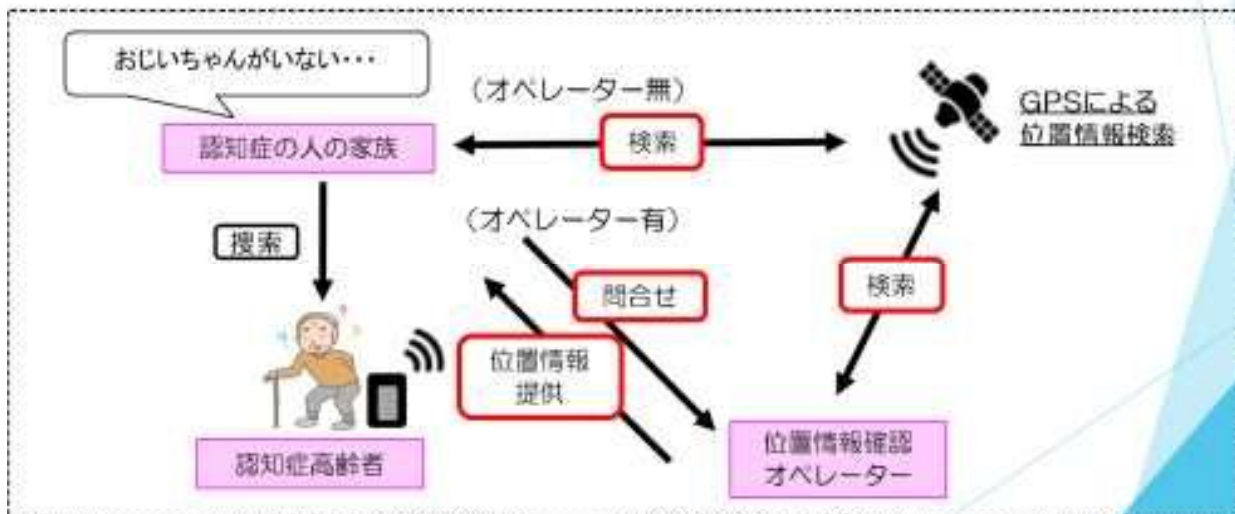 おじいちゃんがいない・・・
認知症の人の家族
（オペレーター無）
検索
GPSによる
位置情報検索
捜索
（オペレーター有）
問合せ
検索
位置情報
提供
認知症高齢者
位置情報確認
オペレーター